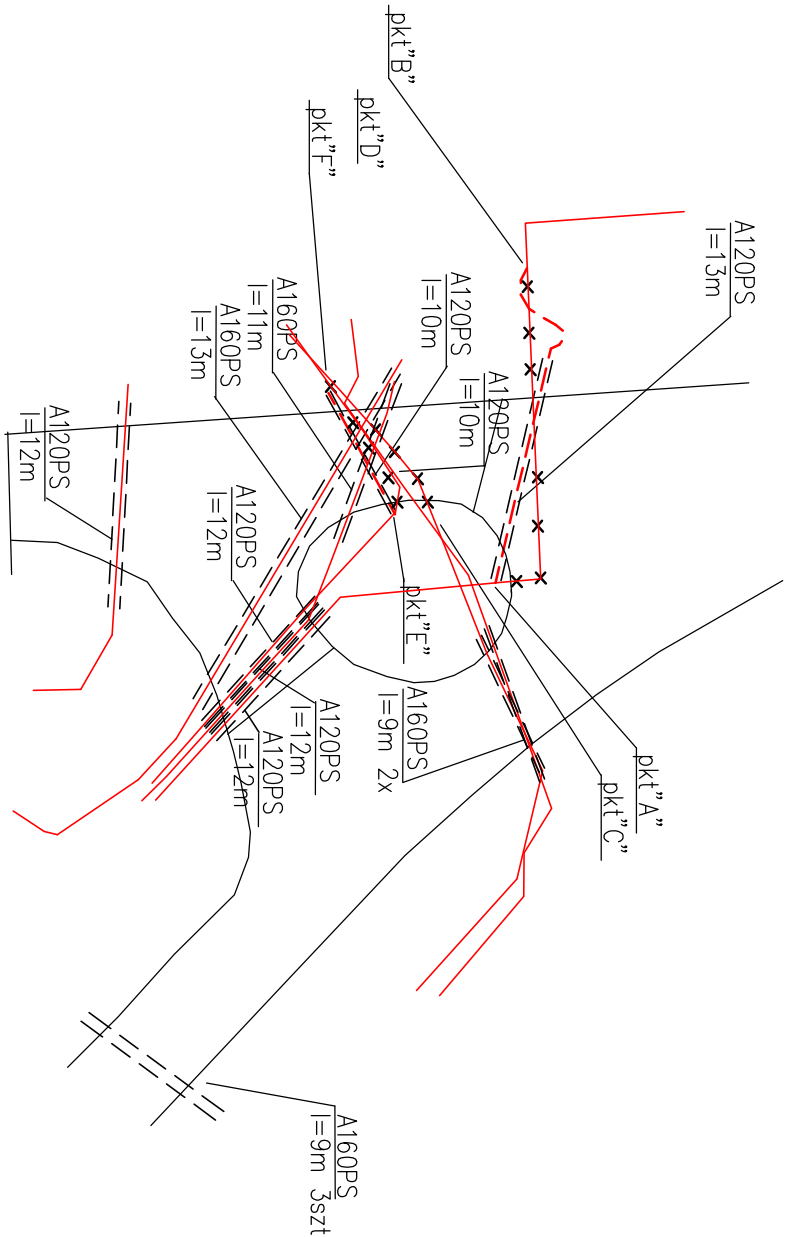 pkt"B"
pkt"D"
pkt"F"
A120PS
l=13m
A120PS
l=10m
A120PS
l=10m
A160PS
l=11m
A160PS
l=13m
A120PS
l=12m
A120PS
l=12m
pkt"E"
A160PS
l=9m 2x
A120PS
l=12m
A120PS
l=12m
pkt"A"
pkt"C"
A160PS
l=9m 3szt